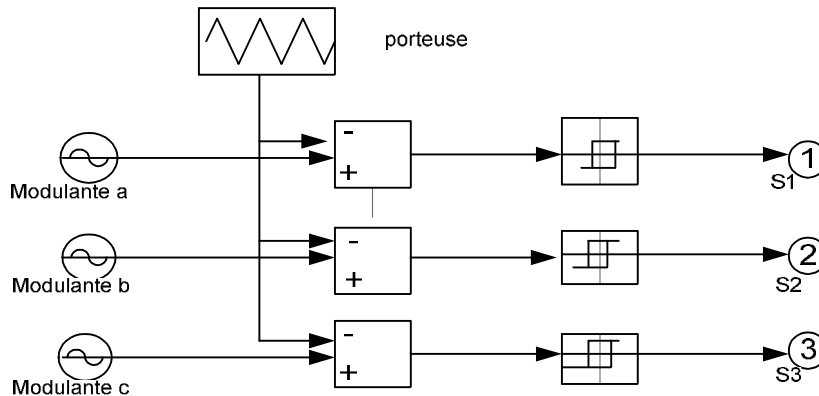 porteuse
-
+
1
S1
Modulante a
-
+
2
S2
Modulante b
-
+
3
S3
Modulante c